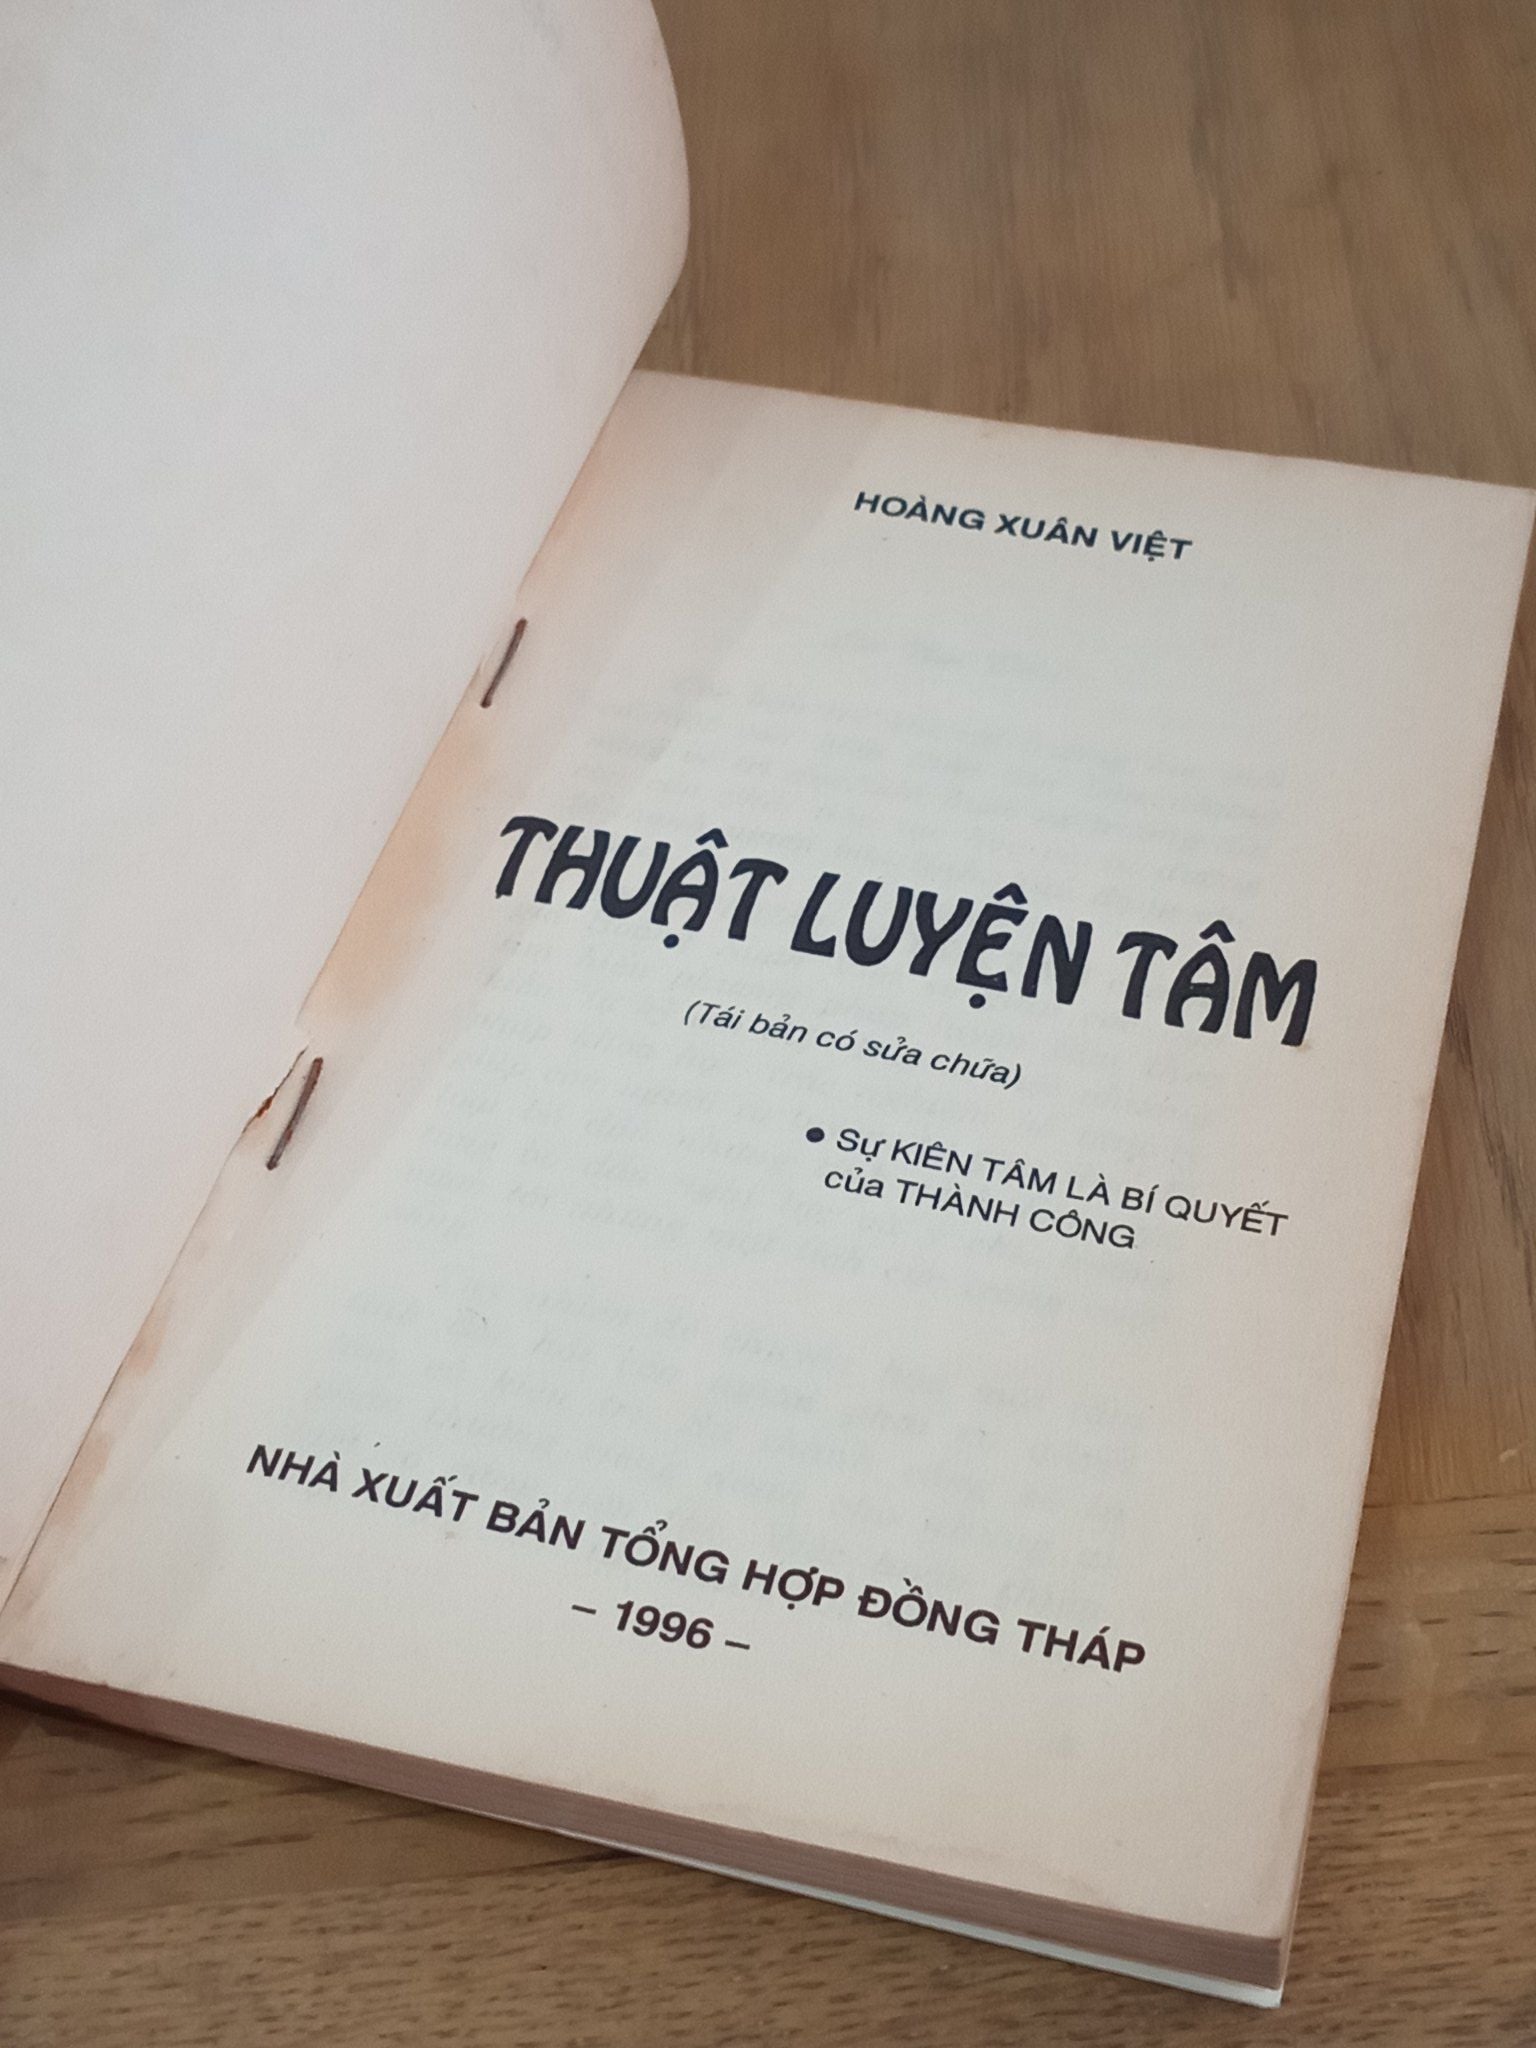 HOÀNG XUÂN VIỆT
THUẬT LUYỆN TÂM
(Tái bản có sửa chữa)
● Sự KIÊN TÂM LÀ BÍ QUYẾT
của THÀNH CÔNG
NHÀ XUẤT BẢN TỔNG HỢP ĐỒNG THÁP
– 1996 –